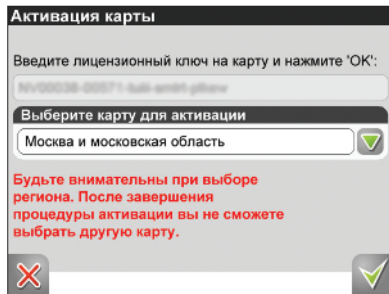 Активация карты
Введите лицензионный ключ на карту и нажмите 'OK':
Выберите карту для активации
Москва и московская область
Будьте внимательны при выборе
региона. После завершения
процедуры активации вы не сможете
выбрать другую карту.